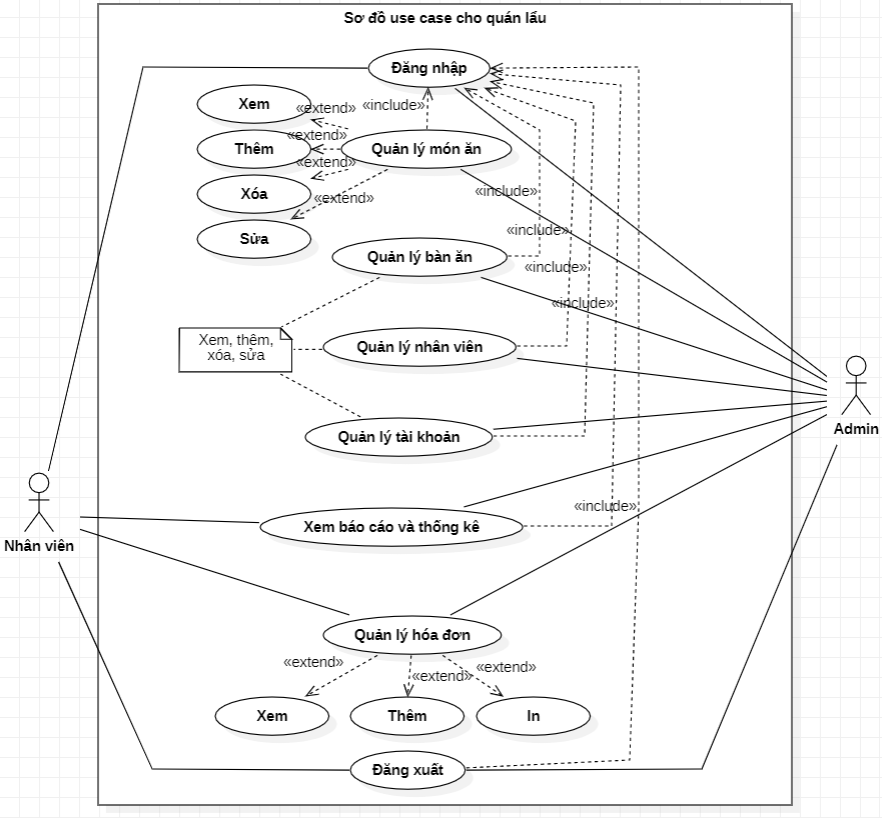 Sơ đồ use case cho quán lẩu
Đăng nhập
Xem
«extend»
«include»
Thêm
«extend»
Quản lý món ăn
«extend»
Xóa
«extend»
«include»
Sửa
«include»
Quản lý bàn ăn
«include»
«include»
Xem, thêm,
xóa, sửa
Quản lý nhân viên
Admin
Quản lý tài khoản
«include»
Xem báo cáo và thống kê
Nhân viên
Quản lý hóa đơn
«extend»
«extend»
«extend»
Xem
Thêm
In
Đăng xuất